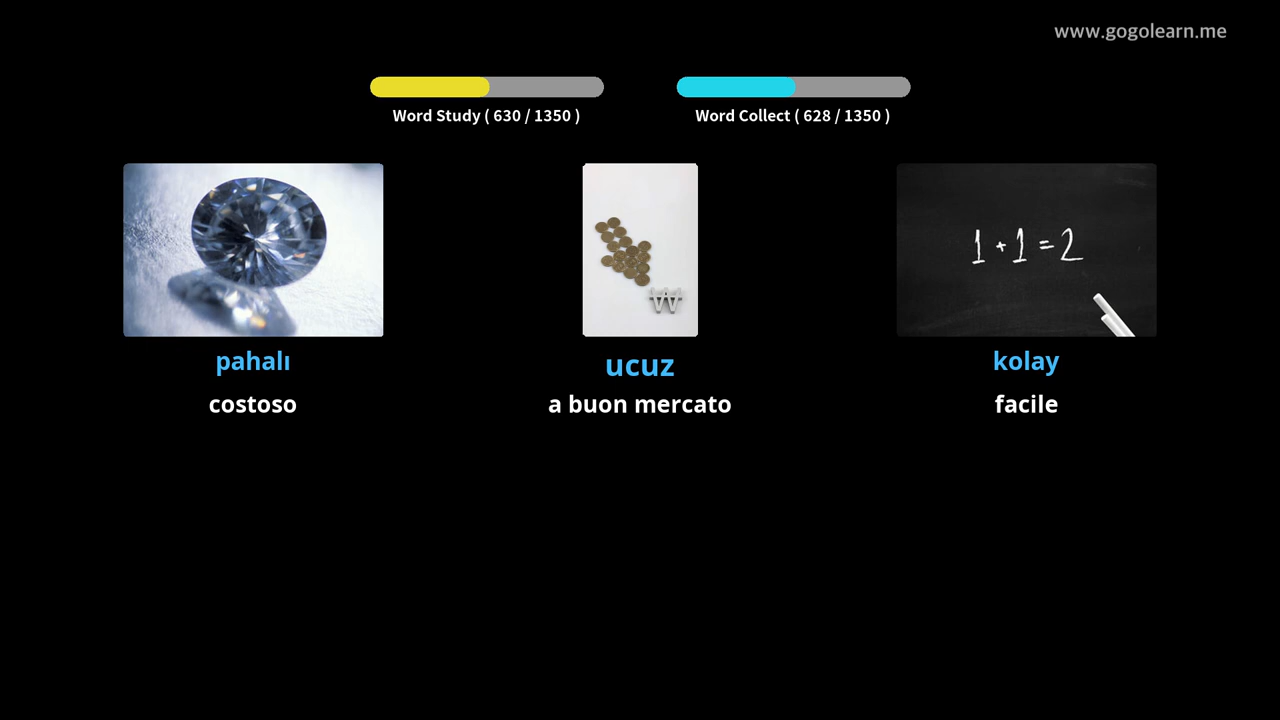 www.gogolearn.me
Word Study ( 630 / 1350 )
Word Collect ( 628 / 1350 )
1 + 1 = 2
₩
pahalı
ucuz
kolay
costoso
a buon mercato
facile